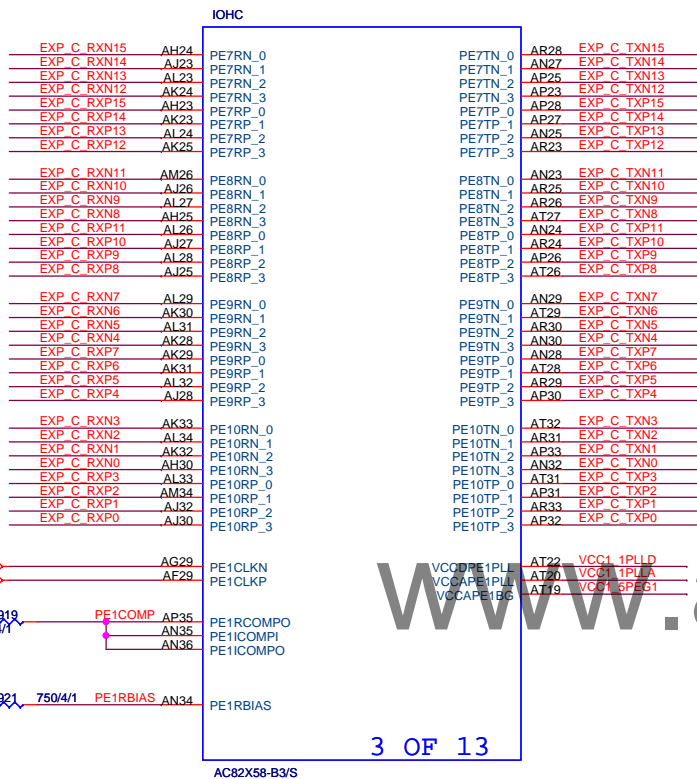 IOHC
EXP_C_RXN15 AH24 PE7RN_0 PE7TN_0 AR28 EXP_C_TXN15
EXP_C_RXN14 AJ23 PE7RN_1 PE7TN_1 AN27 EXP_C_TXN14
EXP_C_RXN13 AL23 PE7RN_2 PE7TN_2 AP25 EXP_C_TXN13
EXP_C_RXN12 AK24 PE7RN_3 PE7TN_3 AP23 EXP_C_TXN12
EXP_C_RXP15 AH23 PE7RP_0 PE7TP_0 AP28 EXP_C_TXP15
EXP_C_RXP14 AK23 PE7RP_1 PE7TP_1 AP27 EXP_C_TXP14
EXP_C_RXP13 AL24 PE7RP_2 PE7TP_2 AN25 EXP_C_TXP13
EXP_C_RXP12 AK25 PE7RP_3 PE7TP_3 AR23 EXP_C_TXP12
EXP_C_RXN11 AM26 PE8RN_0 PE8TN_0 AN23 EXP_C_TXN11
EXP_C_RXN10 AJ26 PE8RN_1 PE8TN_1 AR25 EXP_C_TXN10
EXP_C_RXN9 AL27 PE8RN_2 PE8TN_2 AR26 EXP_C_TXN9
EXP_C_RXN8 AH25 PE8RN_3 PE8TN_3 AT27 EXP_C_TXN8
EXP_C_RXP11 AL26 PE8RP_0 PE8TP_0 AN24 EXP_C_TXP11
EXP_C_RXP10 AJ27 PE8RP_1 PE8TP_1 AR24 EXP_C_TXP10
EXP_C_RXP9 AL28 PE8RP_2 PE8TP_2 AP26 EXP_C_TXP9
EXP_C_RXP8 AJ25 PE8RP_3 PE8TP_3 AT26 EXP_C_TXP8
EXP_C_RXN7 AL29 PE9RN_0 PE9TN_0 AN29 EXP_C_TXN7
EXP_C_RXN6 AK30 PE9RN_1 PE9TN_1 AT29 EXP_C_TXN6
EXP_C_RXN5 AL31 PE9RN_2 PE9TN_2 AR30 EXP_C_TXN5
EXP_C_RXN4 AK28 PE9RN_3 PE9TN_3 AN30 EXP_C_TXN4
EXP_C_RXP7 AK29 PE9RP_0 PE9TP_0 AN28 EXP_C_TXP7
EXP_C_RXP6 AK31 PE9RP_1 PE9TP_1 AT28 EXP_C_TXP6
EXP_C_RXP5 AL32 PE9RP_2 PE9TP_2 AR29 EXP_C_TXP5
EXP_C_RXP4 AJ28 PE9RP_3 PE9TP_3 AP30 EXP_C_TXP4
EXP_C_RXN3 AK33 PE10RN_0 PE10TN_0 AT32 EXP_C_TXN3
EXP_C_RXN2 AL34 PE10RN_1 PE10TN_1 AR31 EXP_C_TXN2
EXP_C_RXN1 AK32 PE10RN_2 PE10TN_2 AP33 EXP_C_TXN1
EXP_C_RXN0 AH30 PE10RN_3 PE10TN_3 AN32 EXP_C_TXN0
EXP_C_RXP3 AL33 PE10RP_0 PE10TP_0 AT31 EXP_C_TXP3
EXP_C_RXP2 AM34 PE10RP_1 PE10TP_1 AP31 EXP_C_TXP2
EXP_C_RXP1 AJ32 PE10RP_2 PE10TP_2 AR33 EXP_C_TXP1
EXP_C_RXP0 AJ30 PE10RP_3 PE10TP_3 AP32 EXP_C_TXP0
AG29 PE1CLKN VCCDPE1PLL AT22 VCC1_1PLLD
AF29 PE1CLKP VCCAPE1PLL AT20 VCC1_1PLLA
VCCAPE1BG AT19 VCC1_5PEG1
www.a
919 PE1COMP AP35 PE1RCOMPO
AN35 PE1ICOMPI
AN36 PE1ICOMPO
921 750/4/1 PE1RBIAS AN34 PE1RBIAS
3 OF 13
AC82X58-B3/S